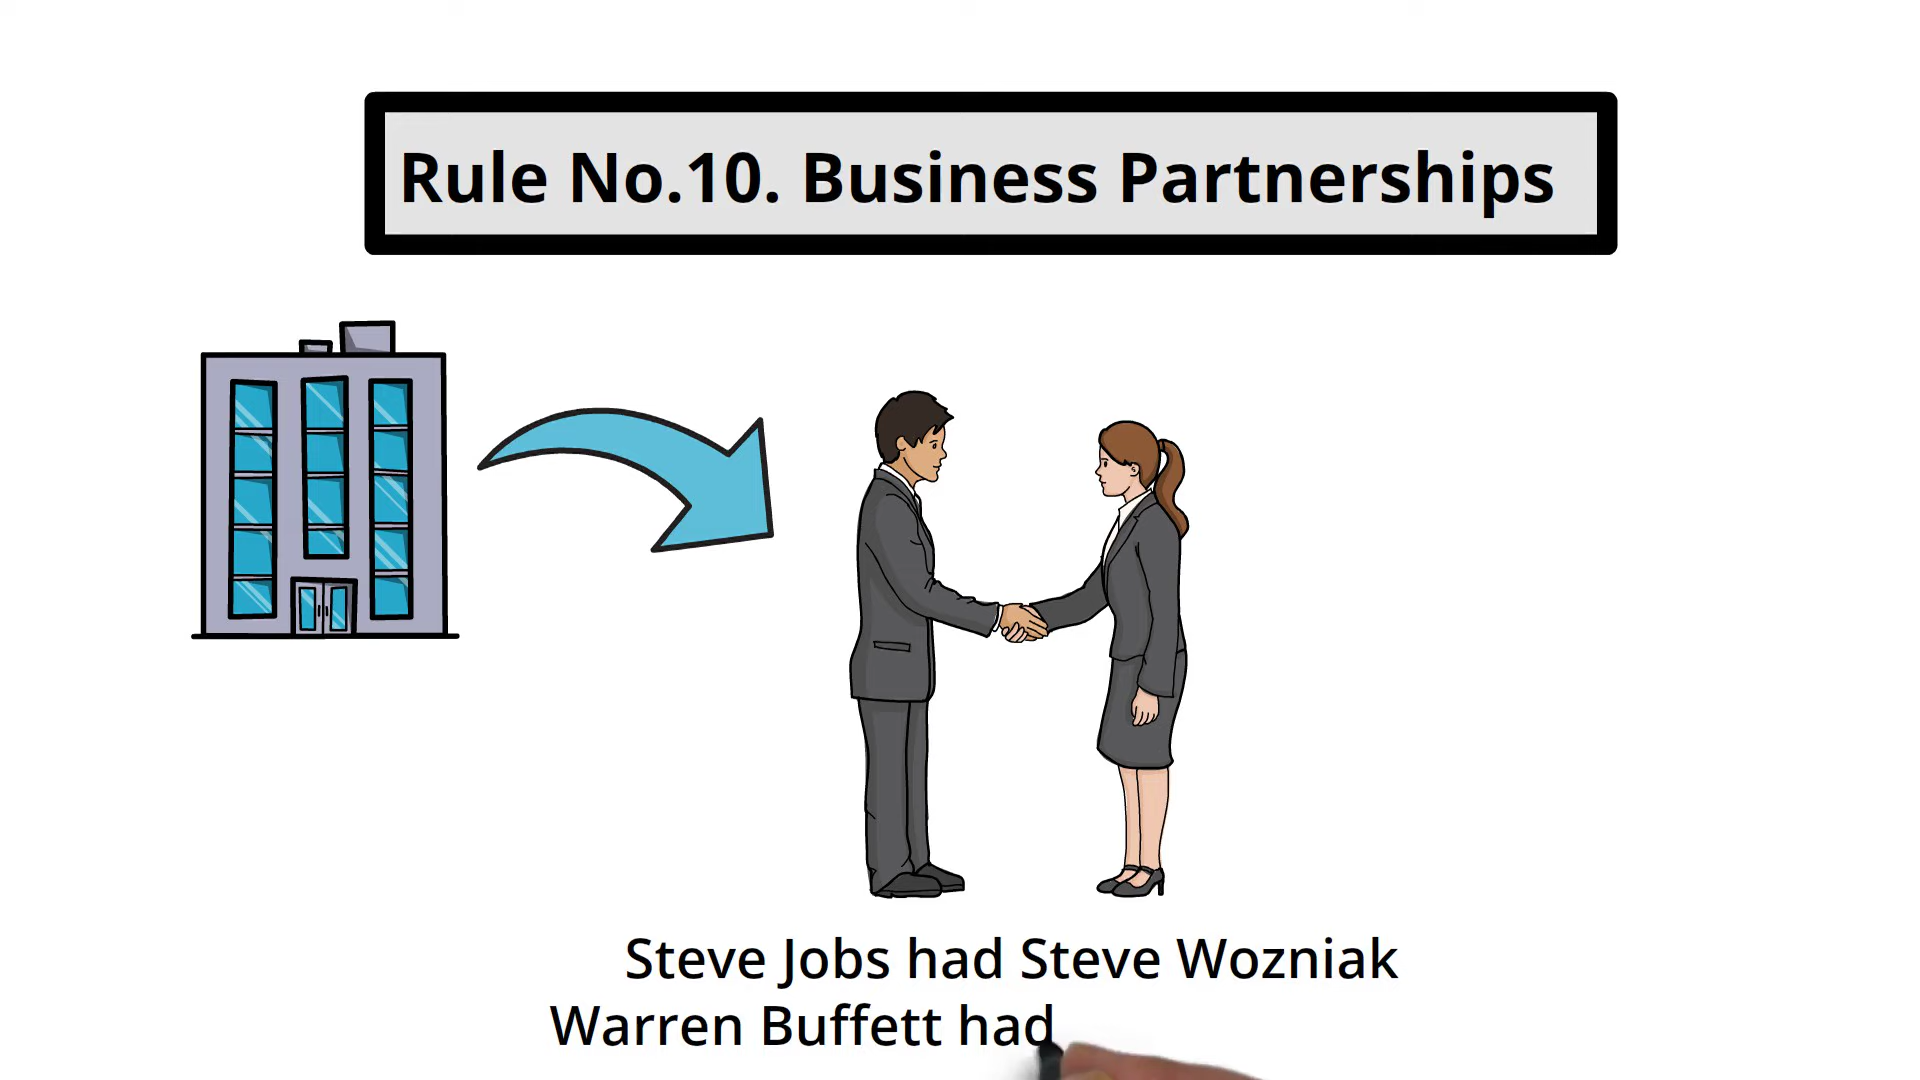 Rule No.10. Business Partnerships
Steve Jobs had Steve Wozniak
Warren Buffett had